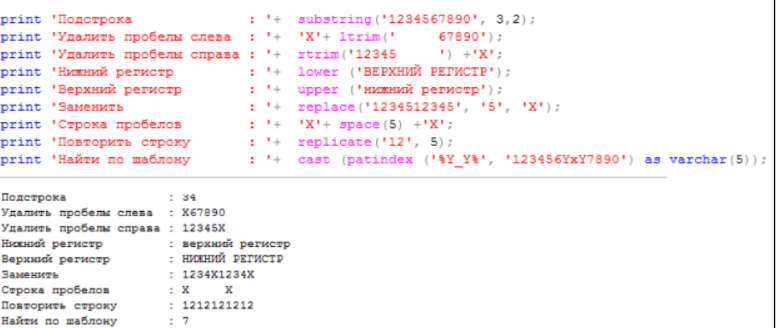 print 'Подстрока                : '+  substring('1234567890', 3,2);
print 'Удалить пробелы слева    : '+  'X'+ ltrim('     67890');
print 'Удалить пробелы справа : '+  rtrim('12345     ') +'X';
print 'Нижний регистр           : '+  lower ('ВЕРХНИЙ РЕГИСТР');
print 'Верхний регистр          : '+  upper ('нижний регистр');
print 'Заменить                 : '+  replace('1234512345', '5', 'X');
print 'Строка пробелов          : '+  'X'+ space(5) +'X';
print 'Повторить строку         : '+  replicate('12', 5);
print 'Найти по шаблону         : '+  cast (patindex ('%Y_Y%', '123456YxY7890') as varchar(5));
Подстрока              : 34
Удалить пробелы слева  : X67890
Удалить пробелы справа : 12345X
Нижний регистр         : верхний регистр
Верхний регистр        : НИЖНИЙ РЕГИСТР
Заменить               : 1234X1234X
Строка пробелов        : X     X
Повторить строку       : 1212121212
Найти по шаблону       : 7